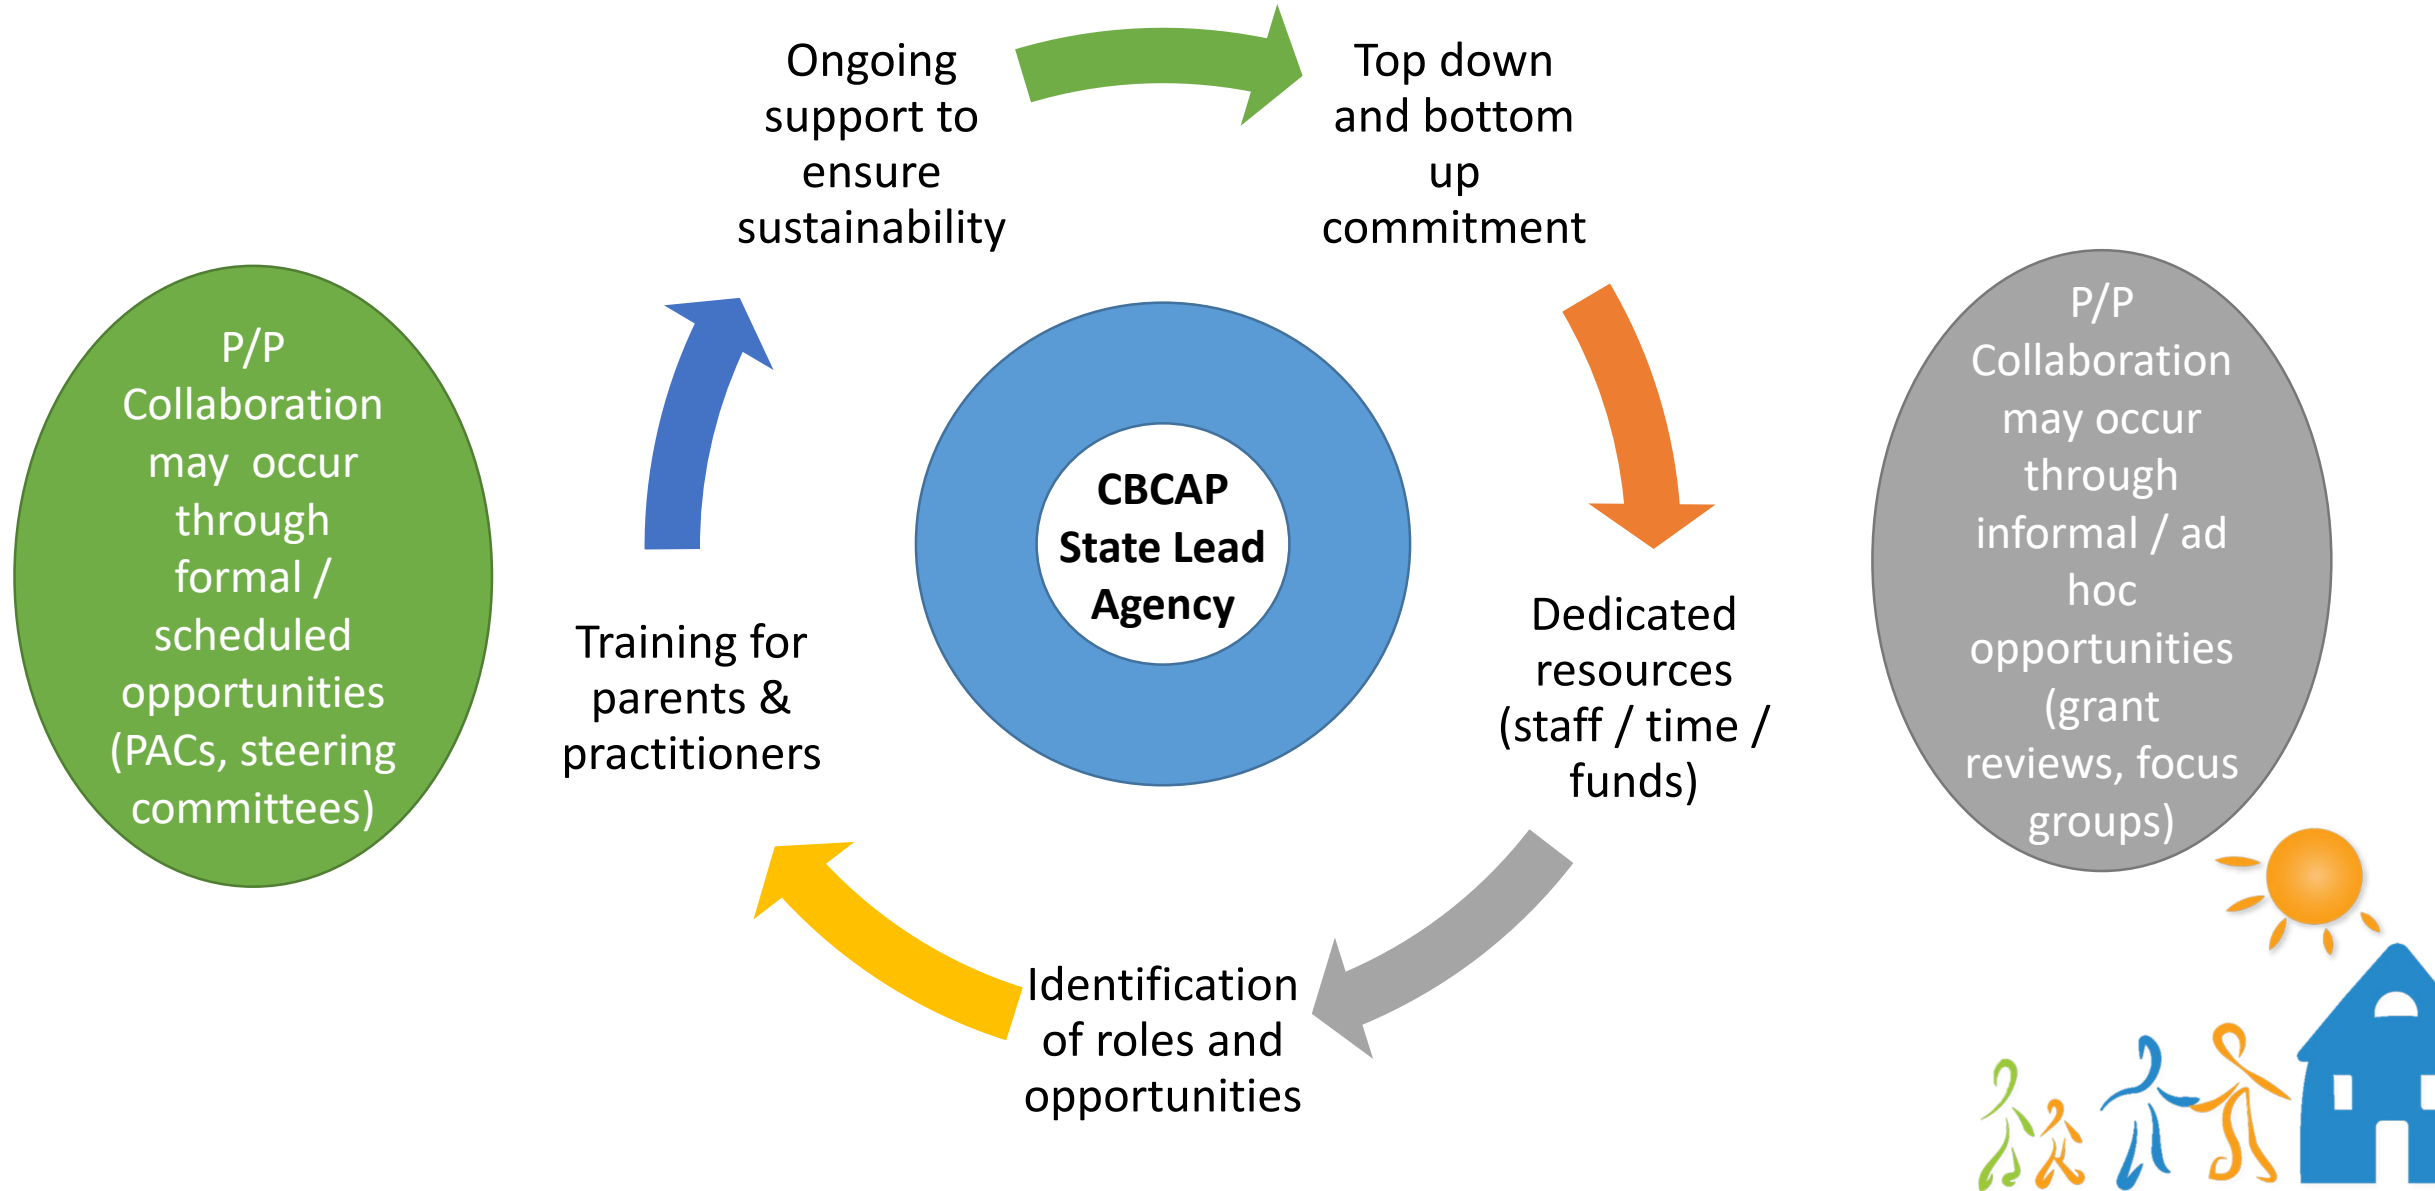 Ongoing
support to
ensure
sustainability
Top down
and bottom
up
commitment
P/P
Collaboration
may  occur
through
formal /
scheduled
opportunities
(PACs, steering
committees)
CBCAP
State Lead
Agency
P/P
Collaboration
may occur
through
informal / ad
hoc
opportunities
(grant
reviews, focus
groups)
Training for
parents &
practitioners
Dedicated
resources
(staff / time /
funds)
Identification
of roles and
opportunities